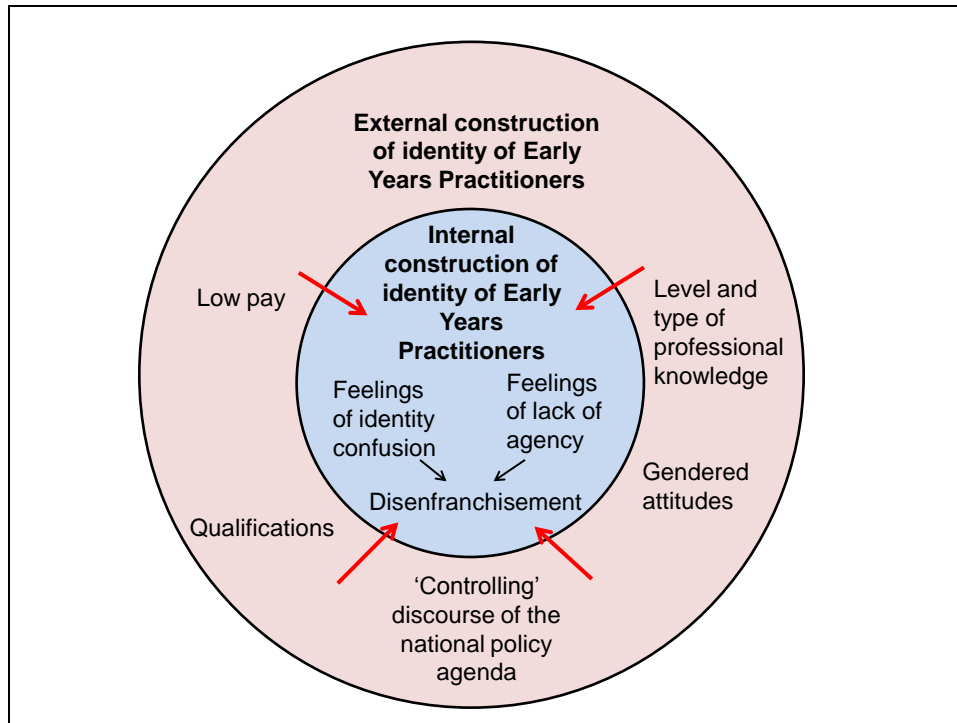 External construction
of identity of Early
Years Practitioners
Internal
construction of
identity of Early
Years
Practitioners
Low pay
Level and
type of
professional
knowledge
Feelings
of identity
confusion
Feelings
of lack of
agency
Disenfranchisement
Gendered
attitudes
Qualifications
‘Controlling’
discourse of the
national policy
agenda